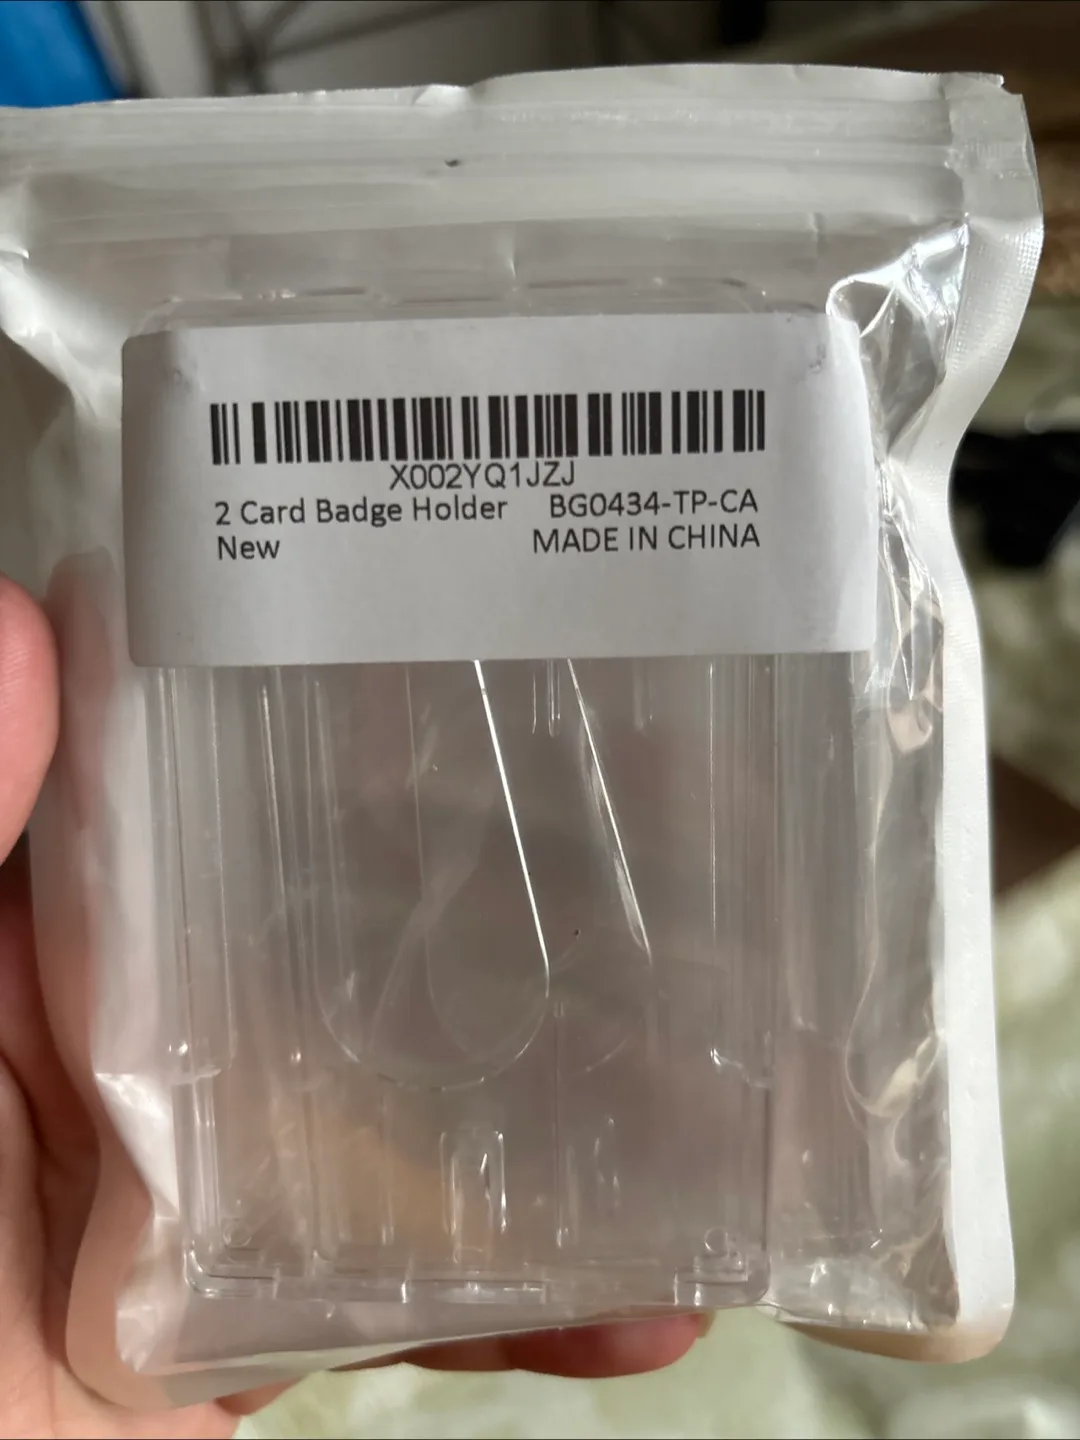 X002YQ1JZJ
2 Card Badge Holder BG0434-TP-CA
New MADE IN CHINA